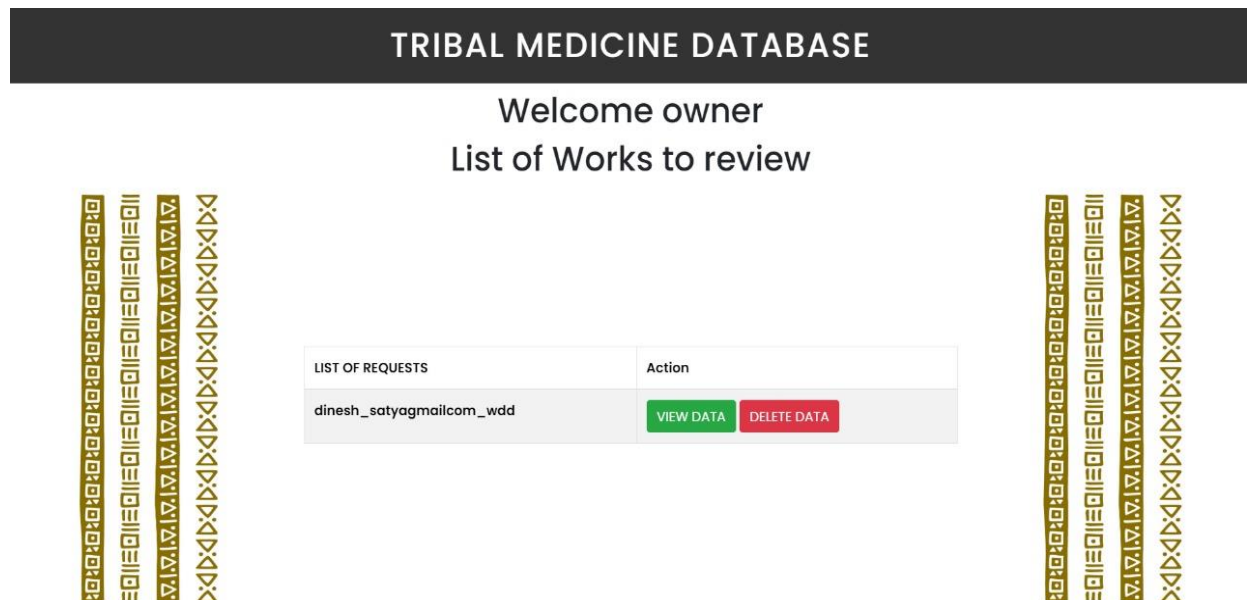 TRIBAL MEDICINE DATABASE
Welcome owner
List of Works to review
LIST OF REQUESTS Action
dinesh_satyagmailcom_wdd VIEW DATA DELETE DATA